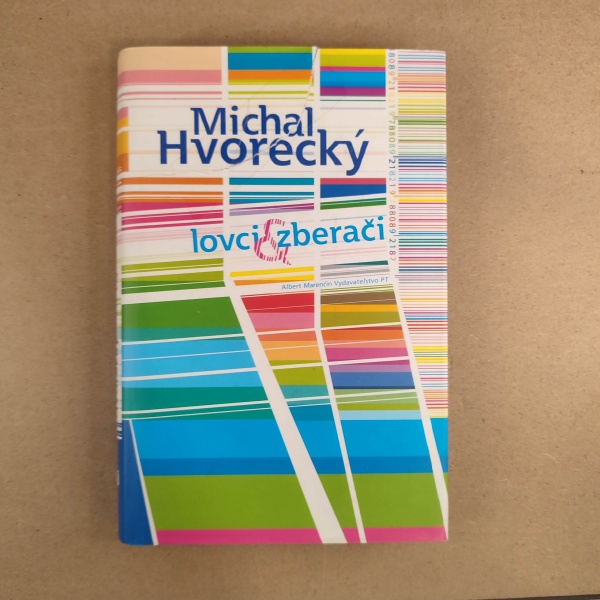 Michal
Hvorecký
lovci & zberači
Albert Marenčin Vydavateľstvo PT